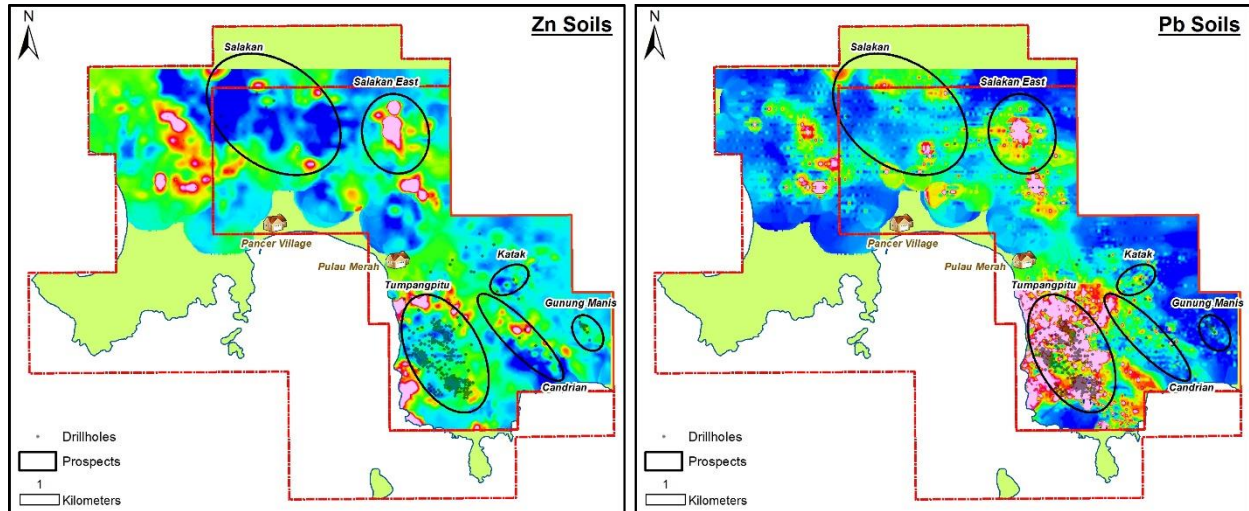 N
Zn Soils
Salakan
Salakan East
Pancer Village
Pulau Merah
Katak
Tumpangpitu
Gunung Manis
Candrian
Drillholes
Prospects
1
Kilometers
N
Pb Soils
Salakan
Salakan East
Pancer Village
Pulau Merah
Katak
Tumpangpitu
Gunung Manis
Candrian
Drillholes
Prospects
1
Kilometers